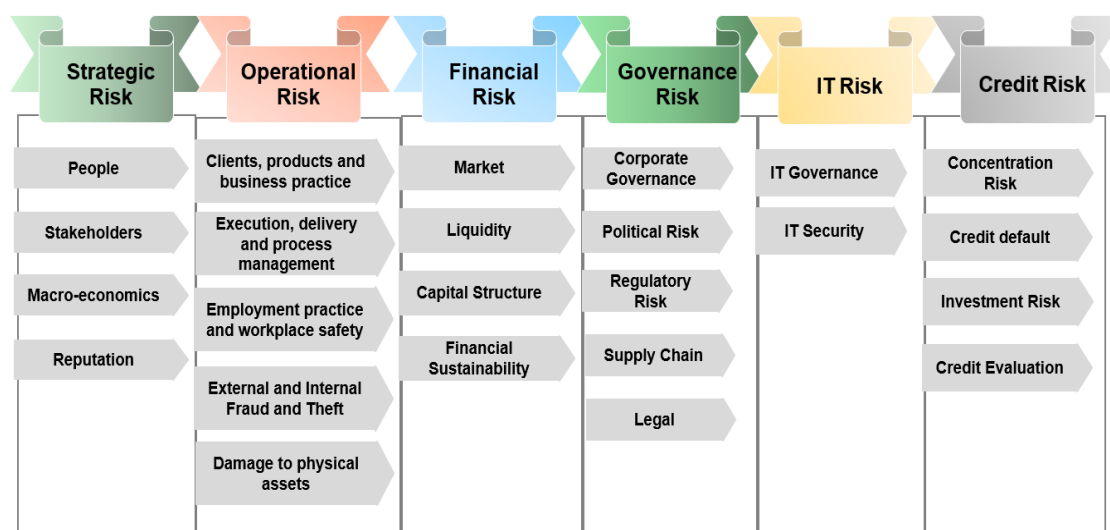 Strategic
Risk
People
Stakeholders
Macro-economics
Reputation
Operational
Risk
Clients, products and
business practice
Execution, delivery
and process
management
Employment practice
and workplace safety
External and Internal
Fraud and Theft
Damage to physical
assets
Financial
Risk
Market
Liquidity
Capital Structure
Financial
Sustainability
Governance
Risk
Corporate
Governance
Political Risk
Regulatory
Risk
Supply Chain
Legal
IT Risk
IT Governance
IT Security
Credit Risk
Concentration
Risk
Credit default
Investment Risk
Credit Evaluation